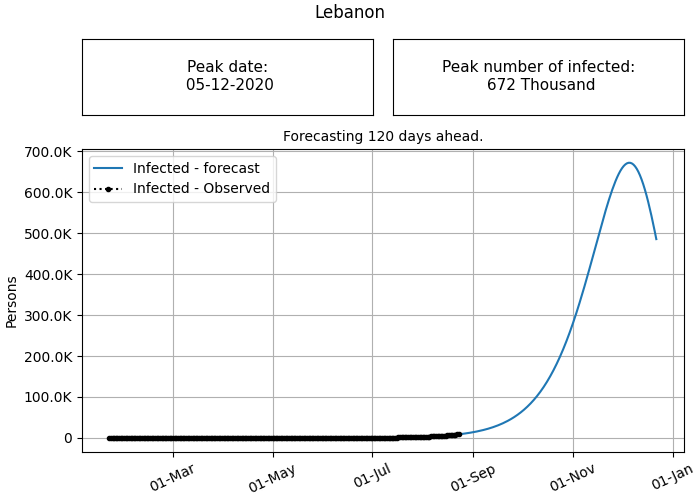 Lebanon
Peak date:
05-12-2020
Peak number of infected:
672 Thousand
Forecasting 120 days ahead.
700.0K
600.0K
500.0K
400.0K
300.0K
200.0K
100.0K
0
Persons
Infected - forecast
Infected - Observed
01-Mar
01-May
01-Jul
01-Sep
01-Nov
01-Jan